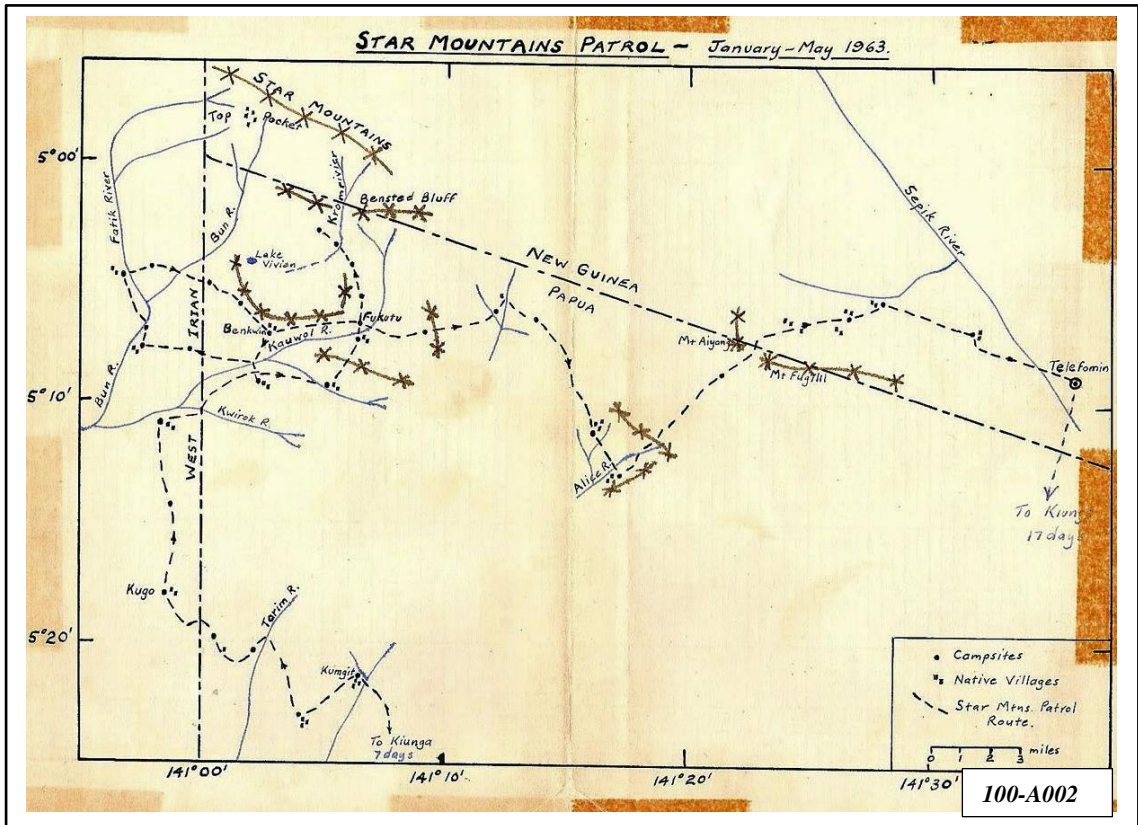 STAR MOUNTAINS PATROL – January–May 1963.
STAR MOUNTAINS
Top Pocket
5°00'
Fatik River
Bun R.
Krolmrivier
Bensted Bluff
Sepik River
Lake Vivian
NEW GUINEA
PAPUA
WEST IRIAN
Benkwin
Fukutu
Kauwol R.
Mt Aiyang
Mt Fugilil
Telefomin
Bun R.
5°10'
Kwirok R.
Alice R.
To Kiunga
17 days
Kugo
Tarim R.
5°20'
Kumgit
To Kiunga
7 days
Campsites
Native Villages
Star Mtns. Patrol
Route.
miles
0 1 2 3
141°00'
141°10'
141°20'
141°30'
100-A002